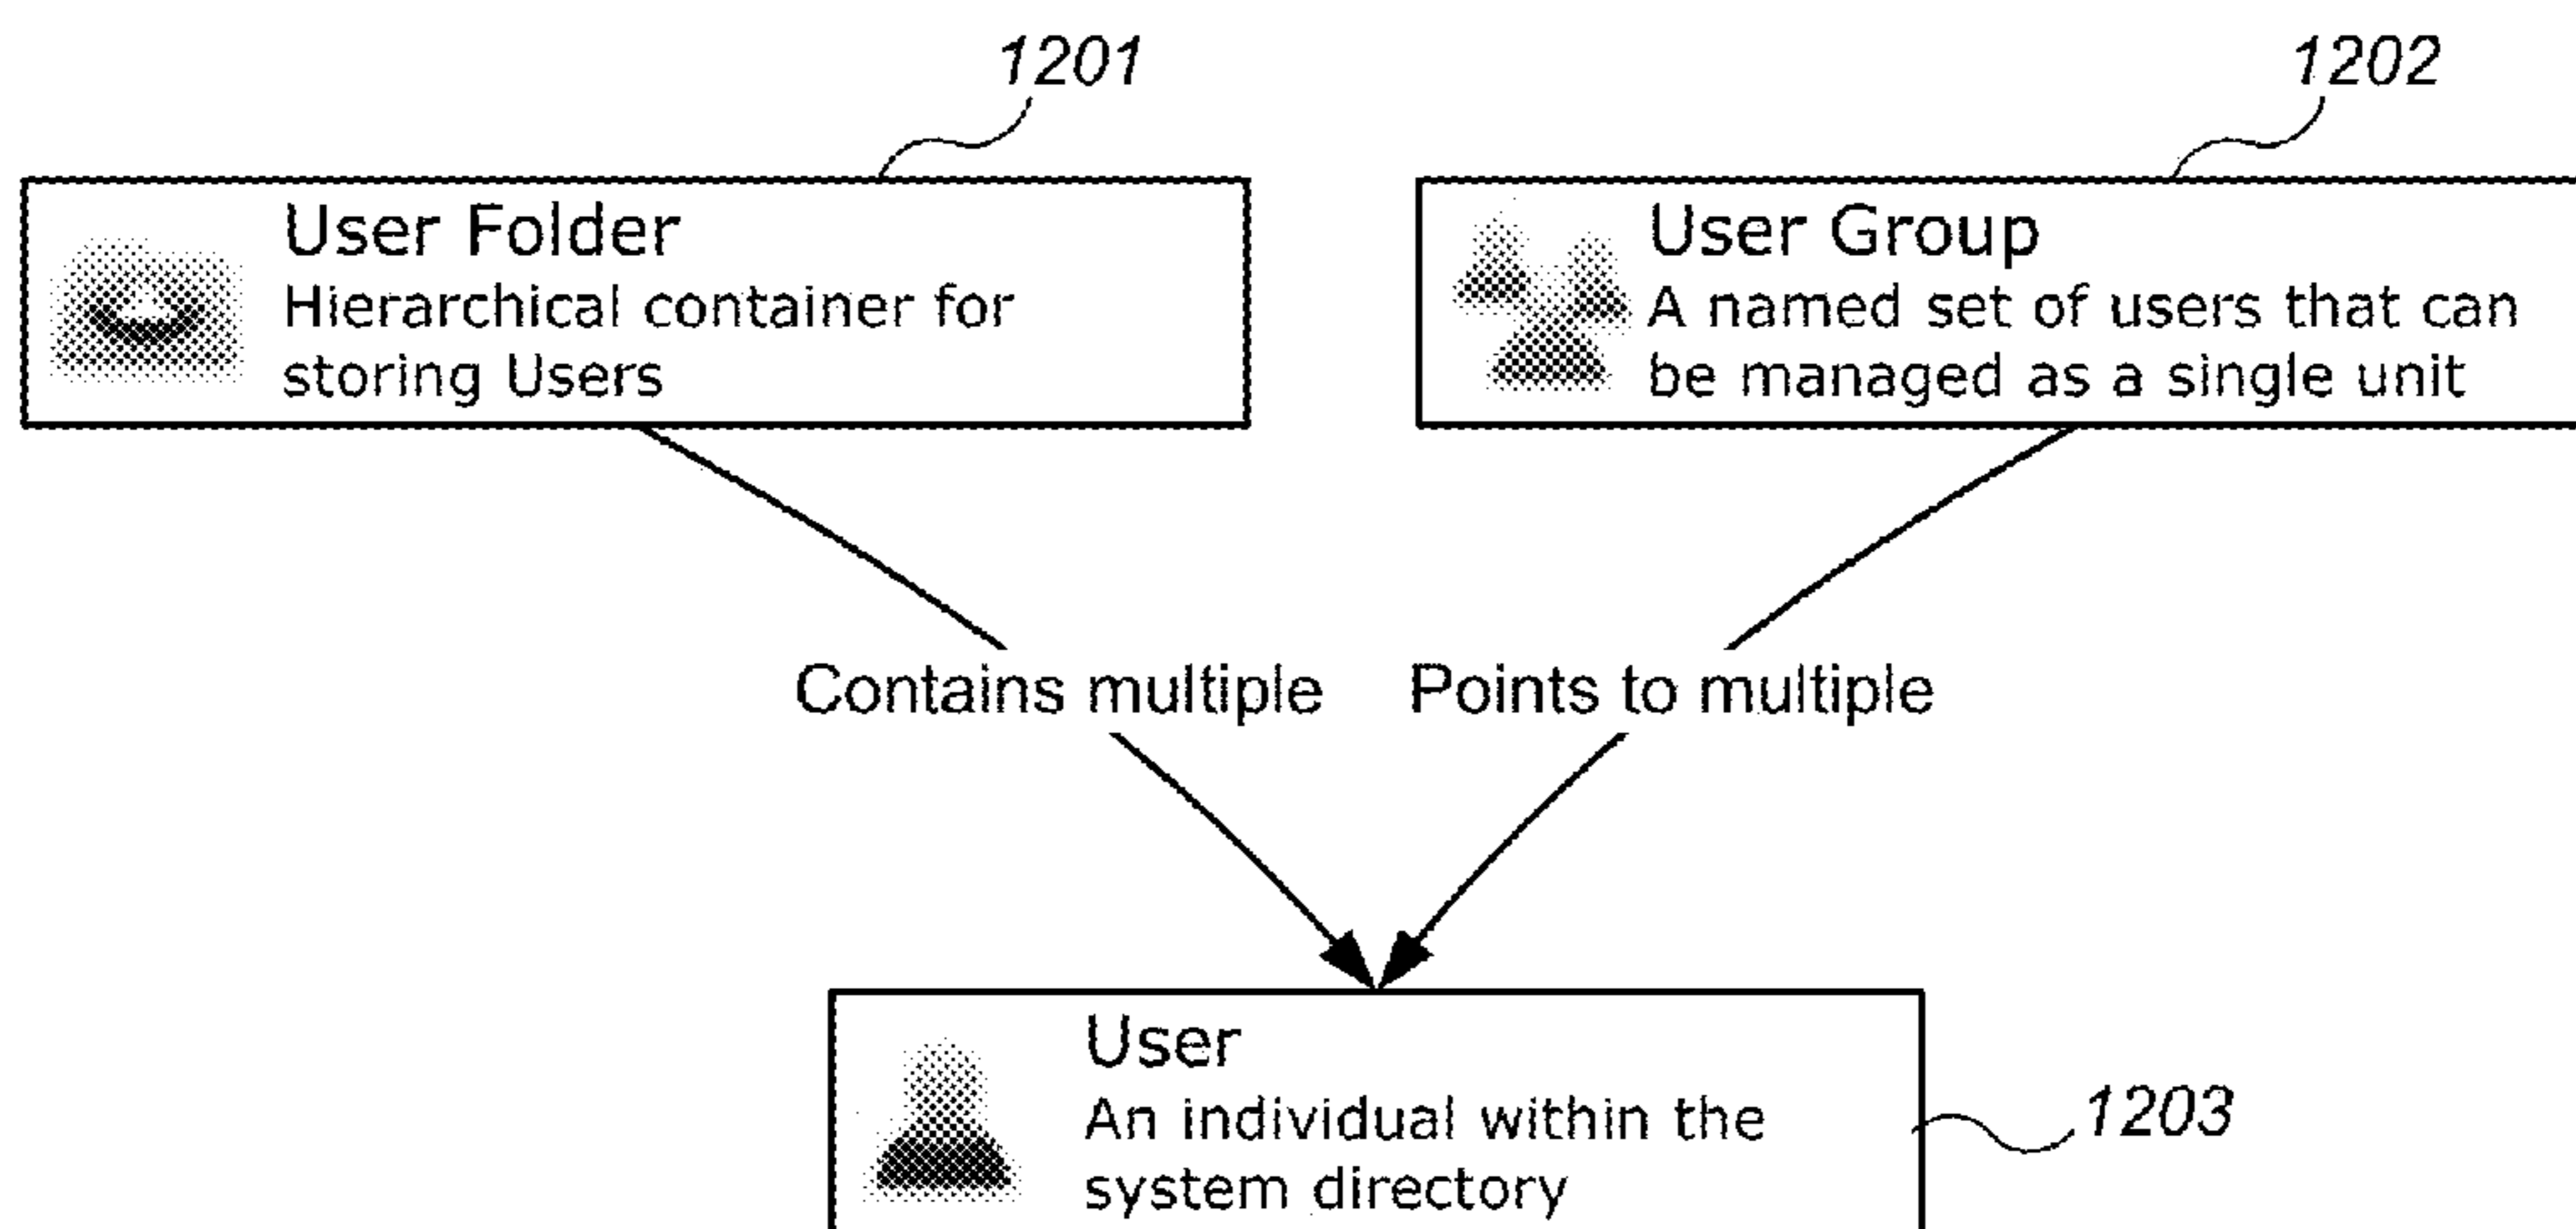 1201
1202
User Folder
Hierarchical container for
storing Users
User Group
A named set of users that can
be managed as a single unit
Contains multiple
Points to multiple
User
An individual within the
system directory
1203